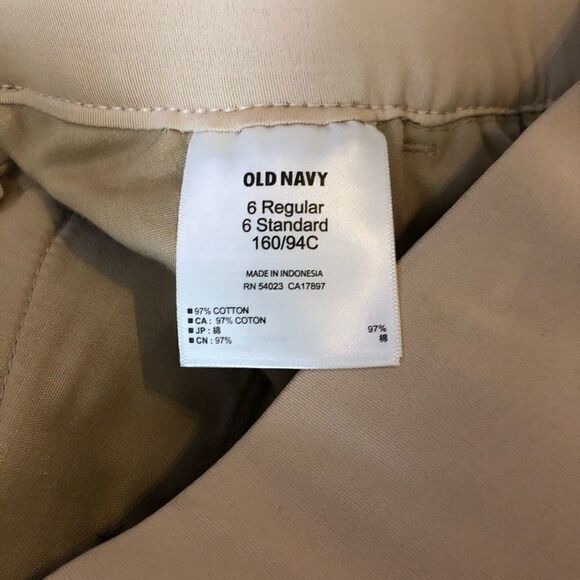 OLD NAVY
6 Regular
6 Standard
160/94C
MADE IN INDONESIA
RN 54023 CA17897
■ 97% COTTON
■ CA : 97% COTON
■ JP : 綿 97%
■ CN : 97% 棉